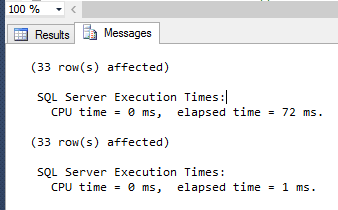 100 %
Results Messages
(33 row(s) affected)
SQL Server Execution Times:
CPU time = 0 ms, elapsed time = 72 ms.
(33 row(s) affected)
SQL Server Execution Times:
CPU time = 0 ms, elapsed time = 1 ms.